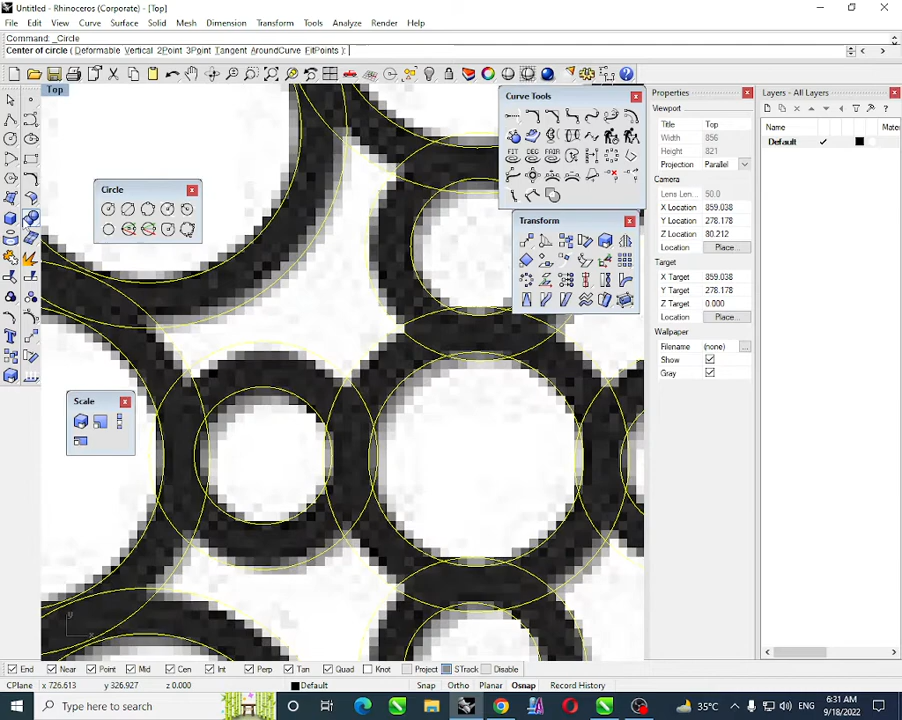 Untitled - Rhinoceros (Corporate) - [Top]
File Edit View Curve Surface Solid Mesh Dimension Transform Tools Analyze Render Help
Command: _Circle
Center of circle ( Deformable Vertical 2Point 3Point Tangent AroundCurve FitPoints ):
Top
Curve Tools
FIT DEG FAIR
Circle
Transform
Scale
T
y
x
Properties
Viewport
Title Top
Width 856
Height 821
Projection Parallel
Camera
Lens Len... 50.0
X Location 859.038
Y Location 278.178
Z Location 80.212
Location Place...
Target
X Target 859.038
Y Target 278.178
Z Target 0.000
Location Place...
Wallpaper
Filename (none) ...
Show
Gray
Layers - All Layers
Name Mater
Default
End Near Point Mid Cen Int Perp Tan Quad Knot Project STrack Disable
CPlane x 726.613 y 326.927 z 0.000 Default Snap Ortho Planar Osnap Record History
Type here to search
35°C
ENG
6:31 AM
9/18/2022